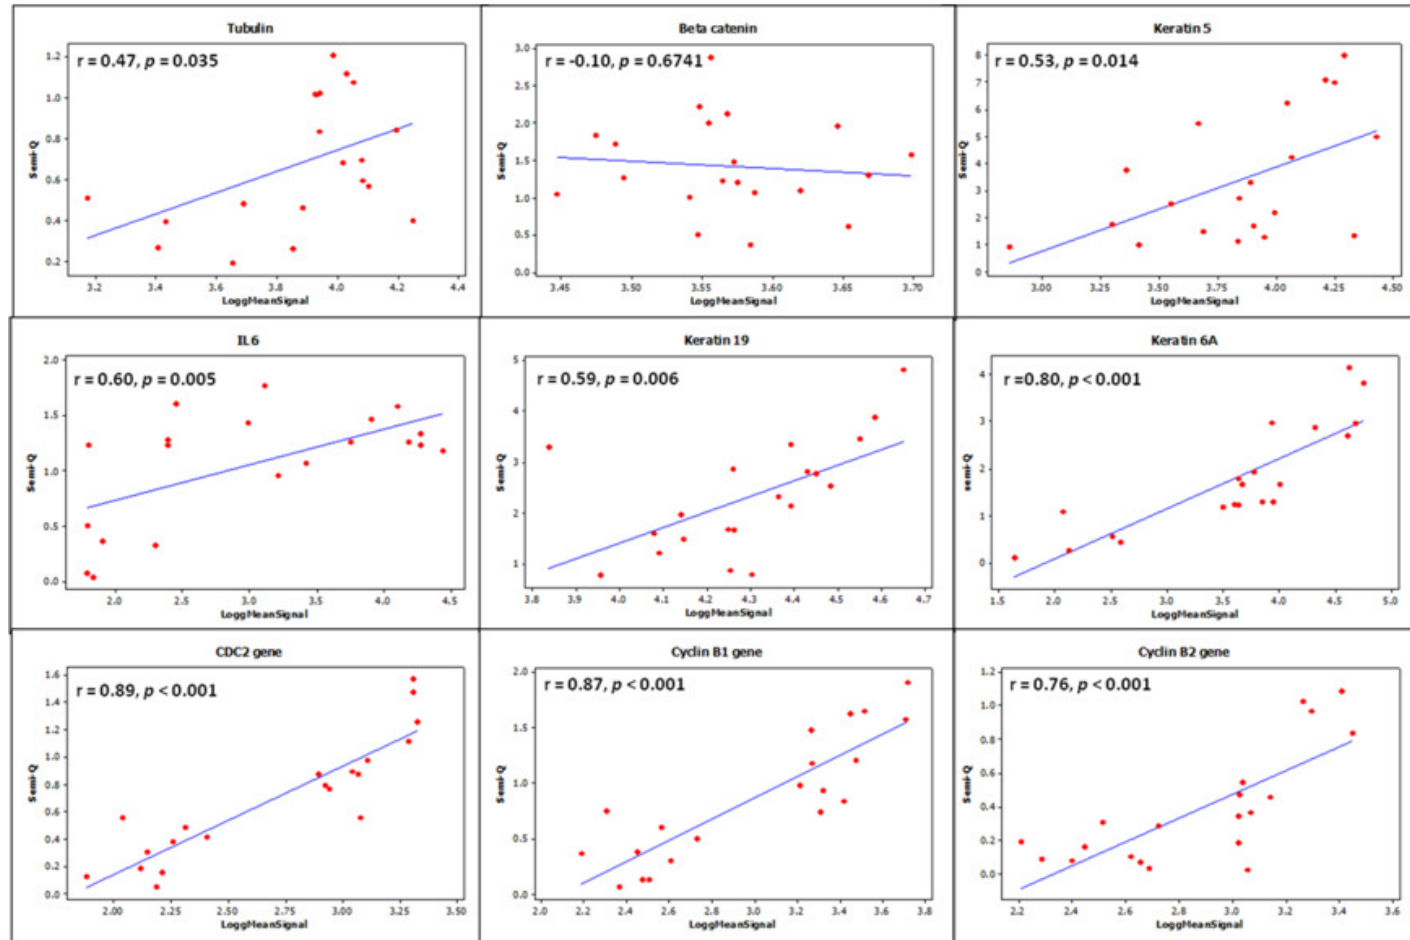 Tubulin
r = 0.47, p = 0.035
1.2
1.0
0.8
0.6
0.4
0.2
Semi-Q
3.2 3.4 3.6 3.8 4.0 4.2 4.4
LoggMeanSignal
Beta catenin
r = -0.10, p = 0.6741
3.0
2.5
2.0
1.5
1.0
0.5
0.0
Semi-Q
3.45 3.50 3.55 3.60 3.65 3.70
LoggMeanSignal
Keratin 5
r = 0.53, p = 0.014
8
7
6
5
4
3
2
1
0
Semi-Q
3.00 3.25 3.50 3.75 4.00 4.25 4.50
LoggMeanSignal
IL6
r = 0.60, p = 0.005
2.0
1.5
1.0
0.5
0.0
Semi-Q
2.0 2.5 3.0 3.5 4.0 4.5
LoggMeanSignal
Keratin 19
r = 0.59, p = 0.006
5
4
3
2
1
Semi-Q
3.8 3.9 4.0 4.1 4.2 4.3 4.4 4.5 4.6 4.7
LoggMeanSignal
Keratin 6A
r =0.80, p < 0.001
4
3
2
1
0
semi-Q
1.5 2.0 2.5 3.0 3.5 4.0 4.5 5.0
LoggMeanSignal
CDC2 gene
r = 0.89, p < 0.001
1.6
1.4
1.2
1.0
0.8
0.6
0.4
0.2
0.0
Semi-Q
2.00 2.25 2.50 2.75 3.00 3.25 3.50
LoggMeanSignal
Cyclin B1 gene
r = 0.87, p < 0.001
2.0
1.5
1.0
0.5
0.0
Semi-Q
2.0 2.2 2.4 2.6 2.8 3.0 3.2 3.4 3.6 3.8
LoggMeanSignal
Cyclin B2 gene
r = 0.76, p < 0.001
1.2
1.0
0.8
0.6
0.4
0.2
0.0
Semi-Q
2.2 2.4 2.6 2.8 3.0 3.2 3.4 3.6
LoggMeanSignal